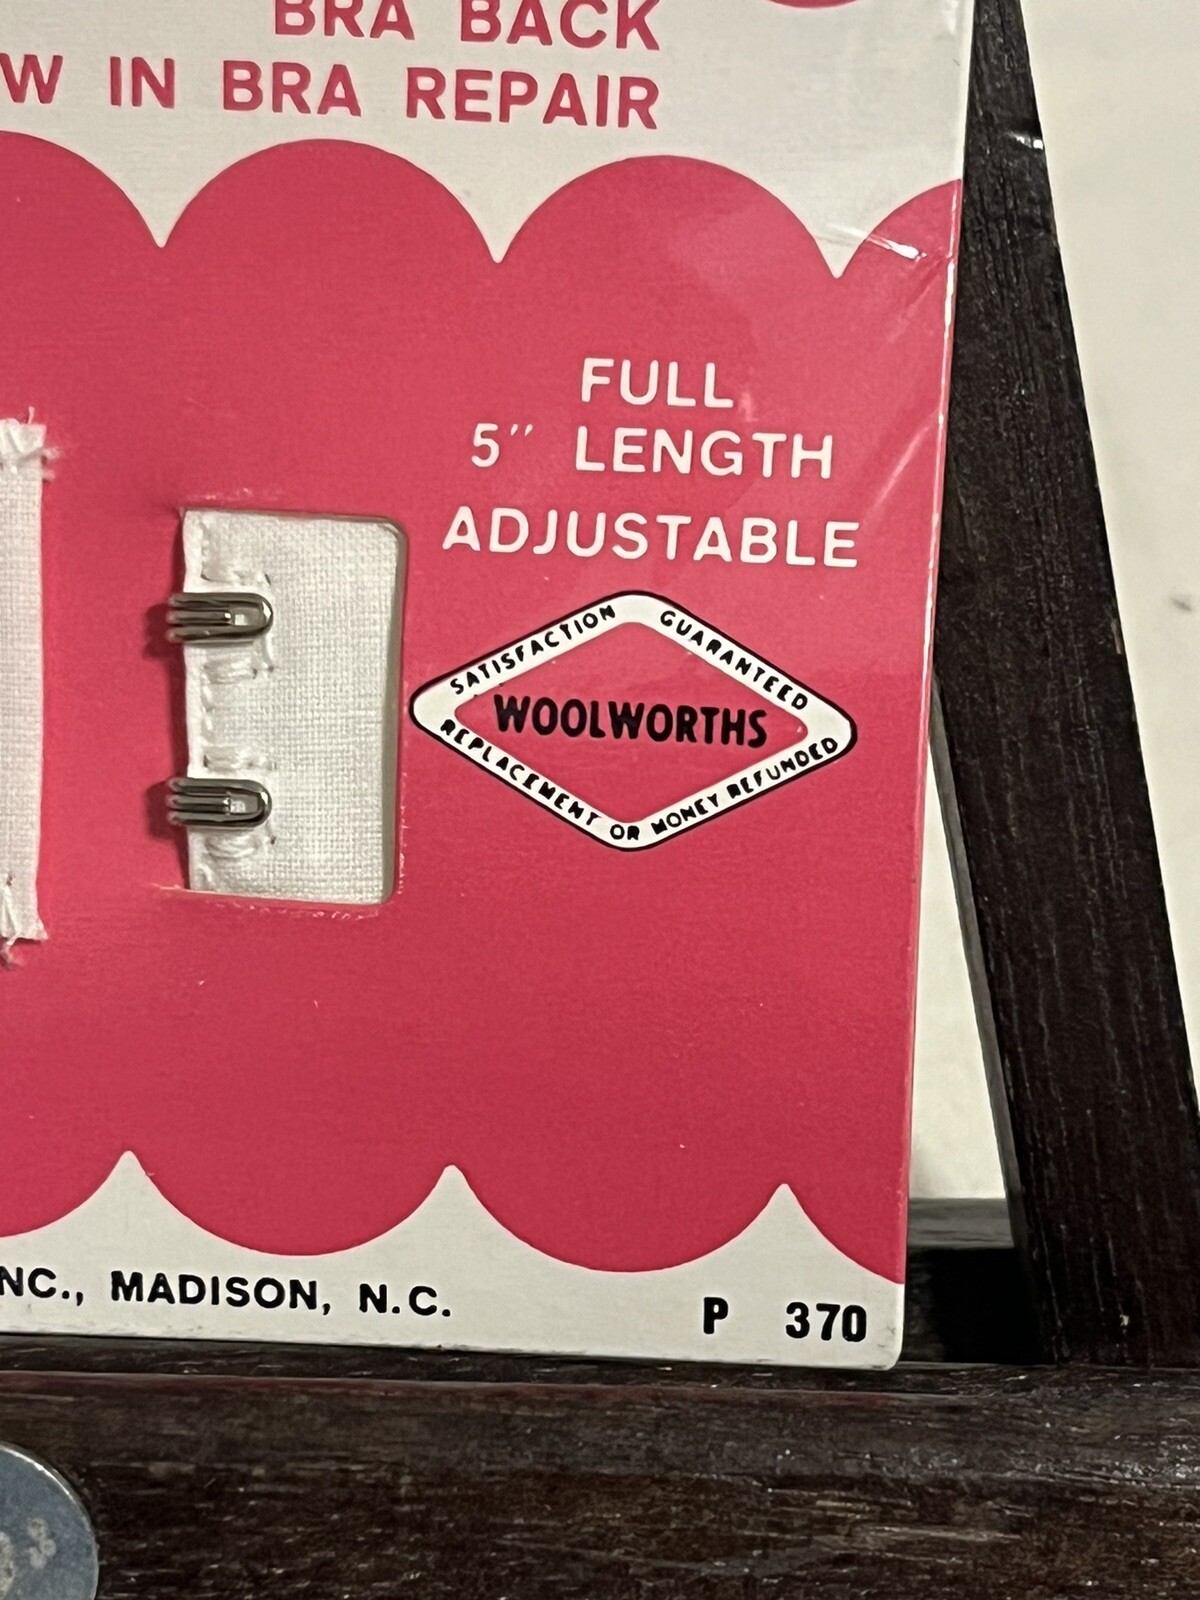 BRA BACK
W IN BRA REPAIR
FULL
5″ LENGTH
ADJUSTABLE
SATISFACTION GUARANTEED
WOOLWORTHS
REPLACEMENT OR MONEY REFUNDED
NC., MADISON, N.C.
P 370